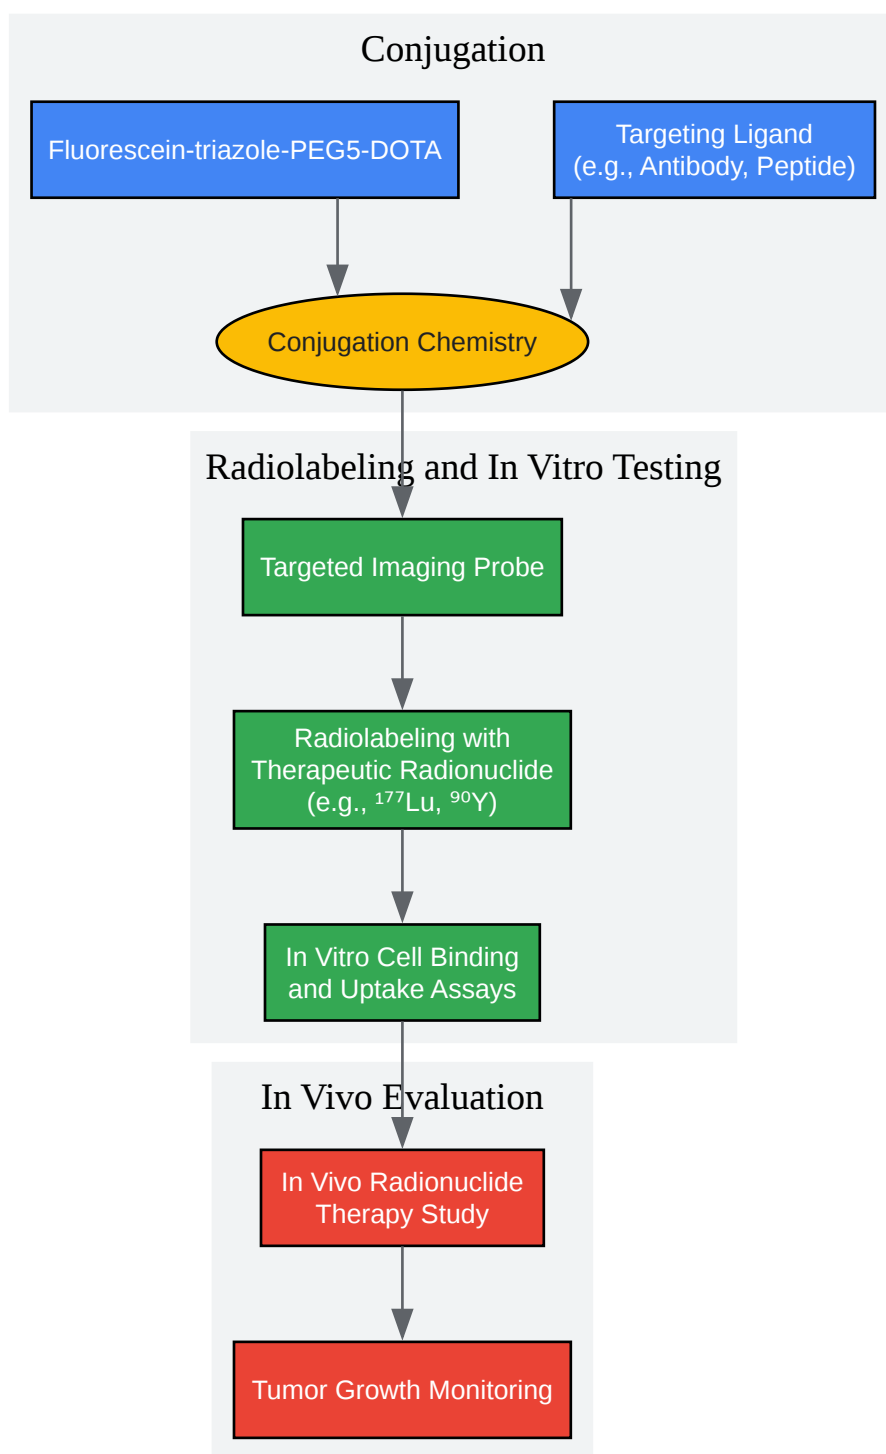 Conjugation
Fluorescein-triazole-PEG5-DOTA
Targeting Ligand
(e.g., Antibody, Peptide)
Conjugation Chemistry
Radiolabeling and In Vitro Testing
Targeted Imaging Probe
Radiolabeling with
Therapeutic Radionuclide
(e.g., ¹⁷⁷Lu, ⁹⁰Y)
In Vitro Cell Binding
and Uptake Assays
In Vivo Evaluation
In Vivo Radionuclide
Therapy Study
Tumor Growth Monitoring